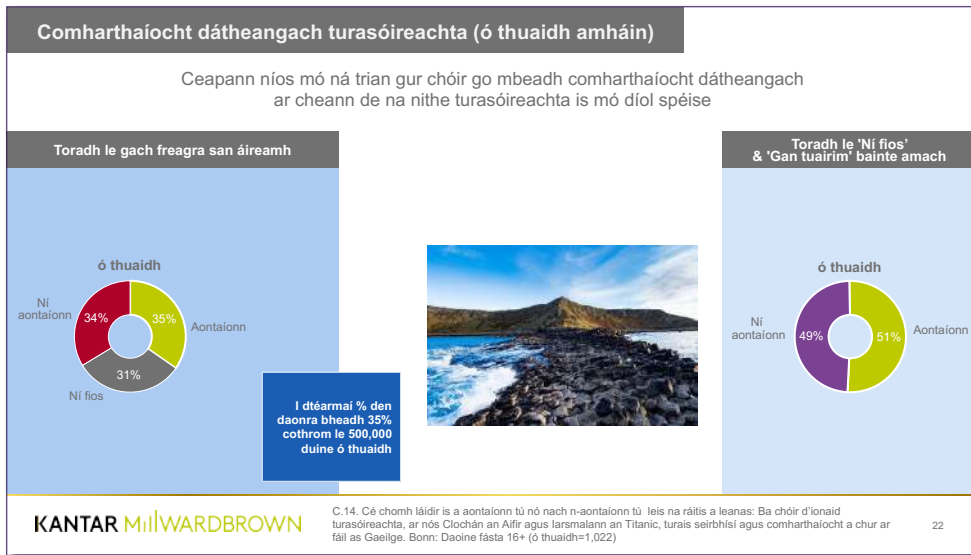 Comharthaíocht dátheangach turasóireachta (ó thuaidh amháin)
Ceapann níos mó ná trian gur chóir go mbeadh comharthaíocht dátheangach
ar cheann de na nithe turasóireachta is mó díol spéise
Toradh le gach freagra san áireamh
ó thuaidh
Ní
aontaíonn
34%
35%
Aontaíonn
31%
Ní fios
I dtéarmaí % den
daonra bheadh 35%
cothrom le 500,000
duine ó thuaidh
Toradh le 'Ní fios’
& 'Gan tuairim' bainte amach
ó thuaidh
Ní
aontaíonn
49%
51%
Aontaíonn
KANTAR MILLWARDBROWN
C.14. Cé chomh láidir is a aontaíonn tú nó nach n-aontaíonn tú leis na ráitis a leanas: Ba chóir d'ionaid
turasóireachta, ar nós Clochán an Aifir agus Iarsmalann an Titanic, turais seirbhísí agus comharthaíocht a chur ar
fáil as Gaeilge. Bonn: Daoine fásta 16+ (ó thuaidh=1,022)
22